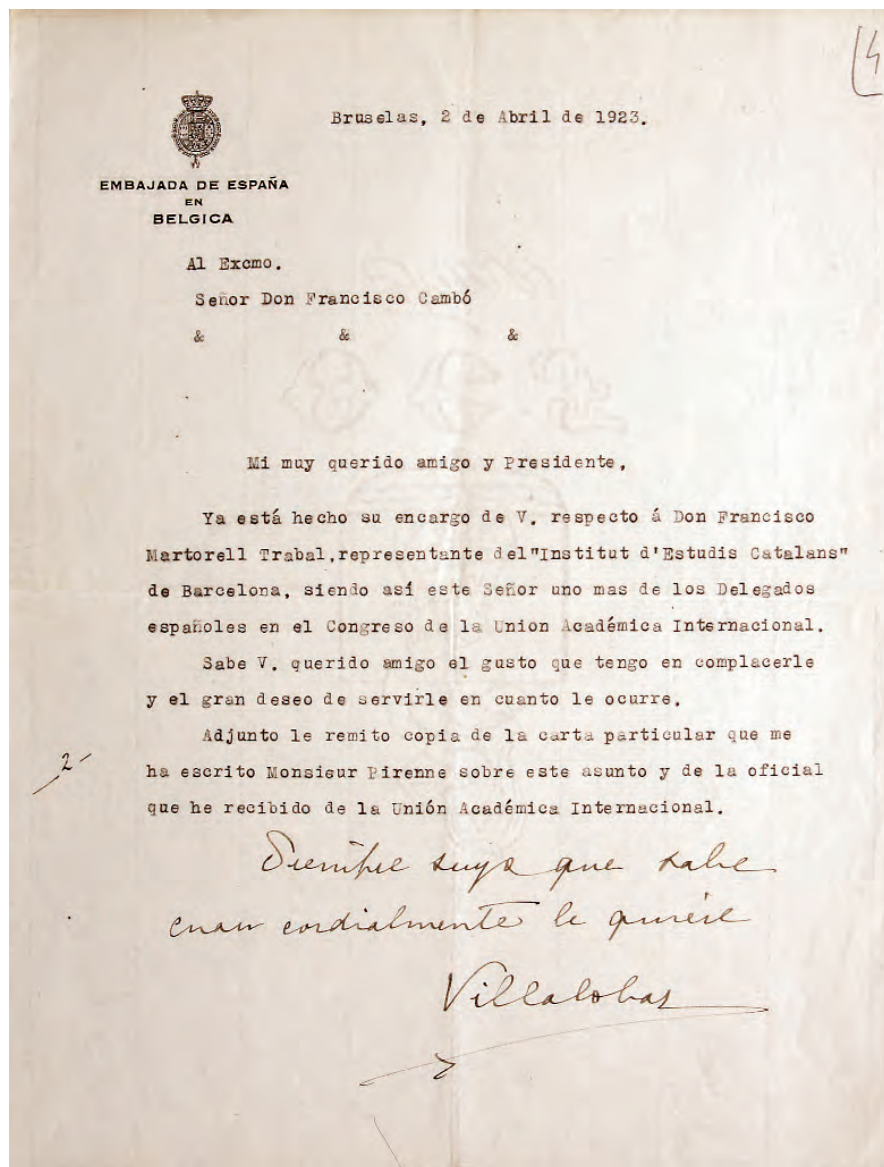 (4
Bruselas, 2 de Abril de 1923.
EMBAJADA DE ESPAÑA
EN
BELGICA
Al Excmo.
Señor Don Francisco Cambó
& & &
Mi muy querido amigo y Presidente,
Ya está hecho su encargo de V. respecto á Don Francisco
Martorell Trabal,representante del"Institut d'Estudis Catalans"
de Barcelona, siendo así este Señor uno mas de los Delegados
españoles en el Congreso de la Union Académica Internacional.
Sabe V. querido amigo el gusto que tengo en complacerle
y el gran deseo de servirle en cuanto le ocurre.
Adjunto le remito copia de la carta particular que me
ha escrito Monsieur Pirenne sobre este asunto y de la oficial
que he recibido de la Unión Académica Internacional.
2
Siempre suyo que sabe
cuan cordialmente le quiere
Villalobar